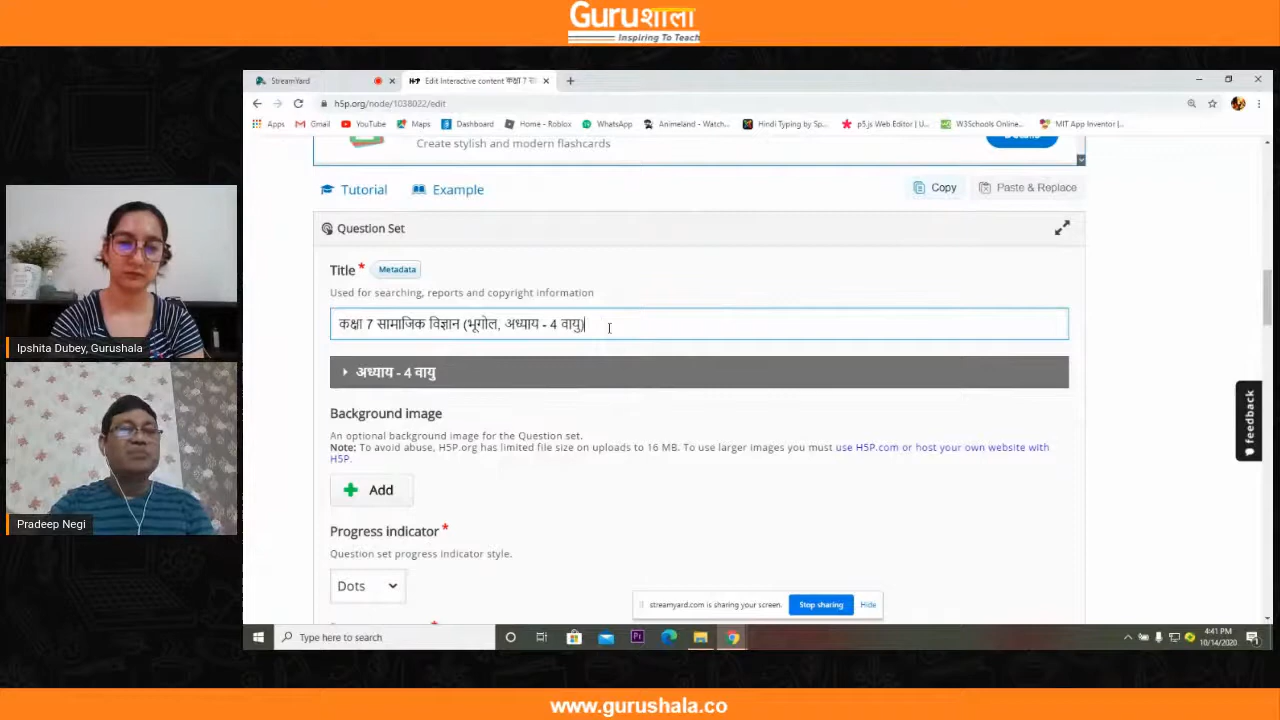 Guruशाला
Inspiring To Teach
StreamYard
H-P Edit Interactive content कक्षा 7 सा
h5p.org/node/1038022/edit
Apps Gmail YouTube Maps Dashboard Home - Roblox WhatsApp Animeland - Watch... Hindi Typing by Sp... p5.js Web Editor | U... W3Schools Online... MIT App Inventor |...
Create stylish and modern flashcards
Tutorial Example Copy Paste & Replace
Question Set
Title * Metadata
Used for searching, reports and copyright information
कक्षा 7 सामाजिक विज्ञान (भूगोल, अध्याय - 4 वायु)
अध्याय - 4 वायु
Background image
An optional background image for the Question set.
Note: To avoid abuse, H5P.org has limited file size on uploads to 16 MB. To use larger images you must use H5P.com or host your own website with
H5P.
Add
Progress indicator *
Question set progress indicator style.
Dots
streamyard.com is sharing your screen. Stop sharing Hide
feedback
Ipshita Dubey, Gurushala
Pradeep Negi
Type here to search
Pr
4:41 PM
10/14/2020
www.gurushala.co